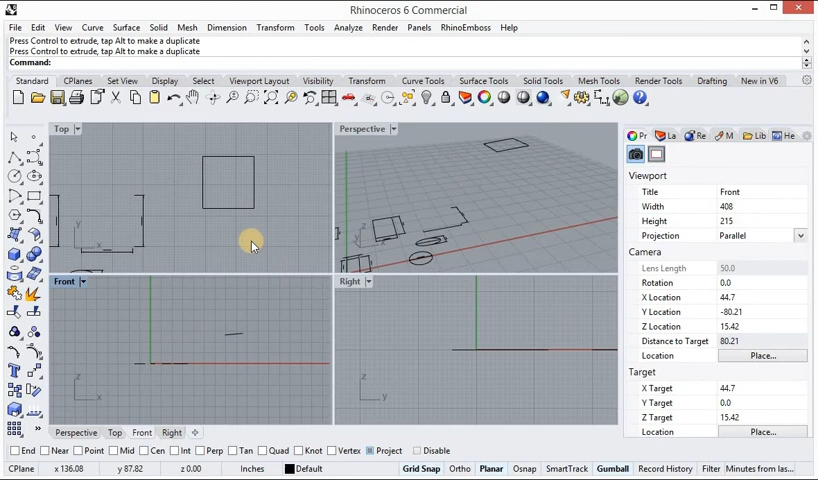 Rhinoceros 6 Commercial
File Edit View Curve Surface Solid Mesh Dimension Transform Tools Analyze Render Panels RhinoEmboss Help
Press Control to extrude, tap Alt to make a duplicate
Press Control to extrude, tap Alt to make a duplicate
Command:
Standard CPlanes Set View Display Select Viewport Layout Visibility Transform Curve Tools Surface Tools Solid Tools Mesh Tools Render Tools Drafting New in V6
Top Perspective Pr La Re M Lib He
Viewport
Title Front
Width 408
Height 215
Projection Parallel
Camera
Lens Length 50.0
Rotation 0.0
X Location 44.7
Y Location -80.21
Z Location 15.42
Distance to Target 80.21
Location Place...
Target
X Target 44.7
Y Target 0.0
Z Target 15.42
Location Place...
y x z y x
Front Right
z x z y
Perspective Top Front Right
End Near Point Mid Cen Int Perp Tan Quad Knot Vertex Project Disable
CPlane x 136.08 y 87.82 z 0.00 Inches Default Grid Snap Ortho Planar Osnap SmartTrack Gumball Record History Filter Minutes from las...